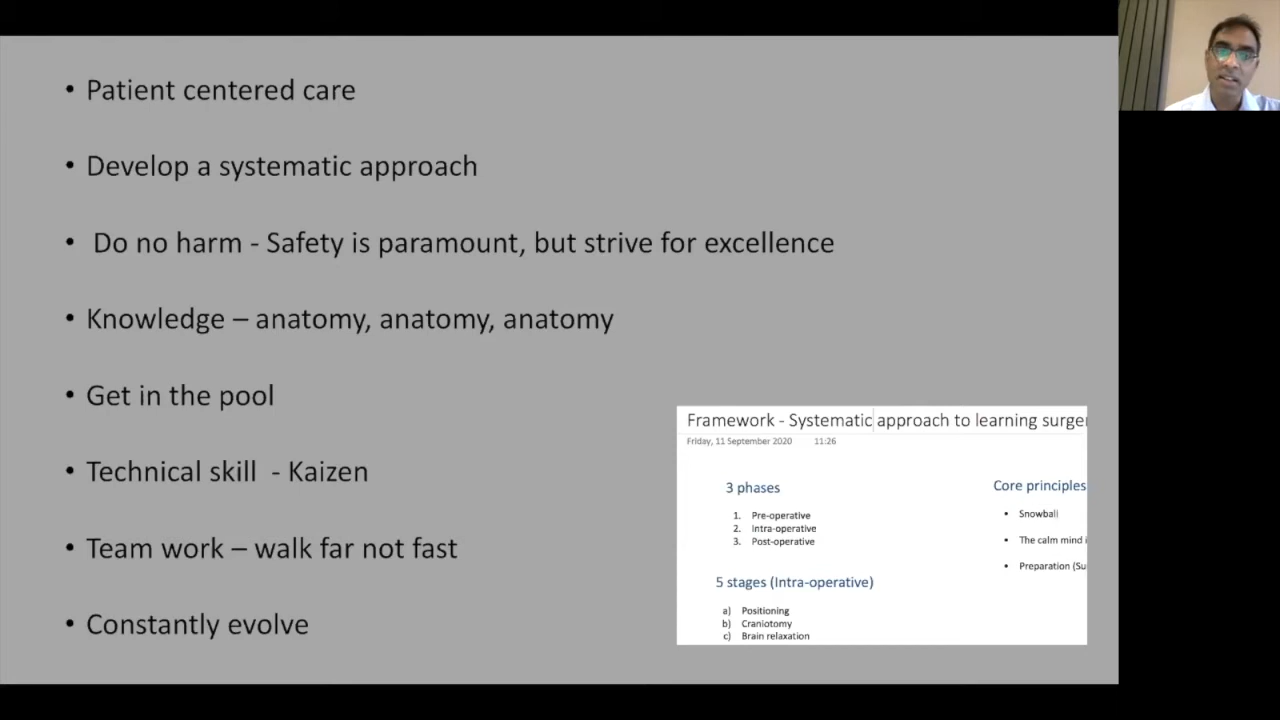 • Patient centered care
• Develop a systematic approach
• Do no harm - Safety is paramount, but strive for excellence
• Knowledge – anatomy, anatomy, anatomy
• Get in the pool
• Technical skill - Kaizen
• Team work – walk far not fast
• Constantly evolve
Framework - Systematic approach to learning surger
Friday, 11 September 2020 11:26
3 phases
1. Pre-operative
2. Intra-operative
3. Post-operative
5 stages (Intra-operative)
a) Positioning
b) Craniotomy
c) Brain relaxation
Core principles
• Snowball
• The calm mind i
• Preparation (Su